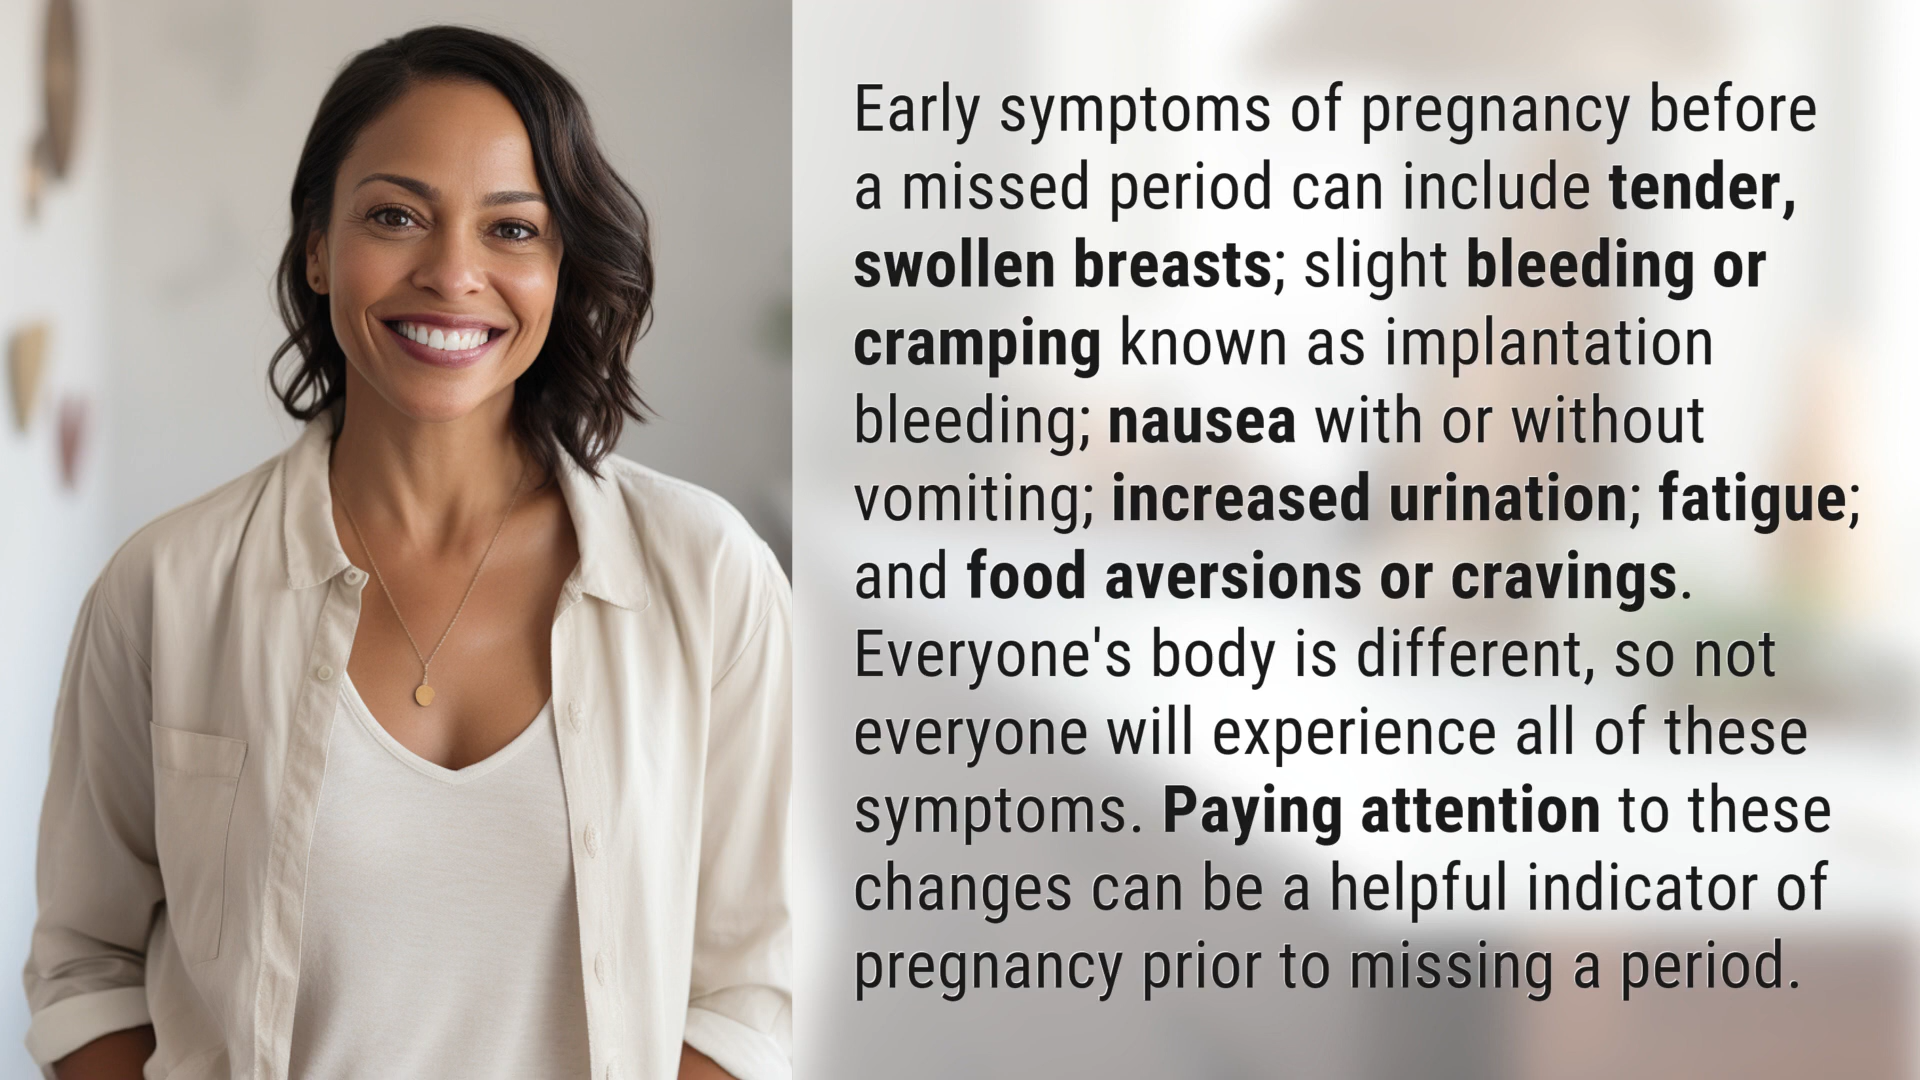 Early symptoms of pregnancy before
a missed period can include tender,
swollen breasts; slight bleeding or
cramping known as implantation
bleeding; nausea with or without
vomiting; increased urination; fatigue;
and food aversions or cravings.
Everyone's body is different, so not
everyone will experience all of these
symptoms. Paying attention to these
changes can be a helpful indicator of
pregnancy prior to missing a period.